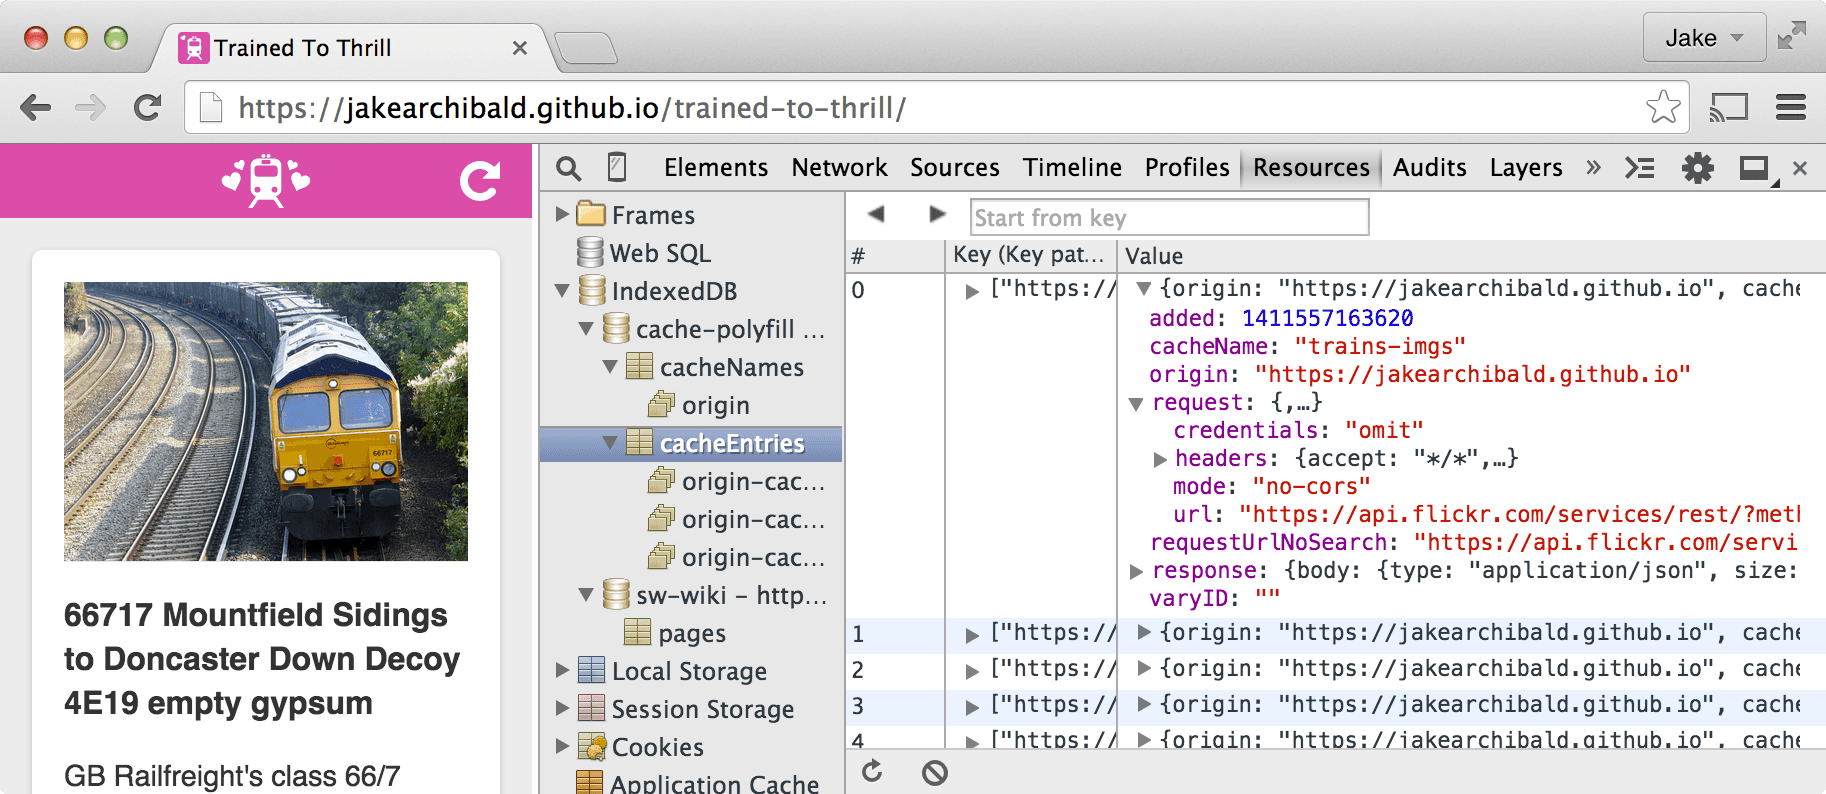 Trained To Thrill
Jake
https://jakearchibald.github.io/trained-to-thrill/
Elements Network Sources Timeline Profiles Resources Audits Layers »
66717
66717 Mountfield Sidings
to Doncaster Down Decoy
4E19 empty gypsum
GB Railfreight's class 66/7
Frames
Web SQL
IndexedDB
cache-polyfill ...
cacheNames
origin
cacheEntries
origin-cac...
origin-cac...
origin-cac...
sw-wiki - http...
pages
Local Storage
Session Storage
Cookies
Application Cache
Start from key
# Key (Key pat... Value
0 ["https:// {origin: "https://jakearchibald.github.io", cache
added: 1411557163620
cacheName: "trains-imgs"
origin: "https://jakearchibald.github.io"
request: {,…}
credentials: "omit"
headers: {accept: "*/*",…}
mode: "no-cors"
url: "https://api.flickr.com/services/rest/?meth
requestUrlNoSearch: "https://api.flickr.com/servi
response: {body: {type: "application/json", size:
varyID: ""
1 ["https:// {origin: "https://jakearchibald.github.io", cache
2 ["https:// {origin: "https://jakearchibald.github.io", cache
3 ["https:// {origin: "https://jakearchibald.github.io", cache
4 ["https:// {origin: "https://jakearchibald.github.io", cache